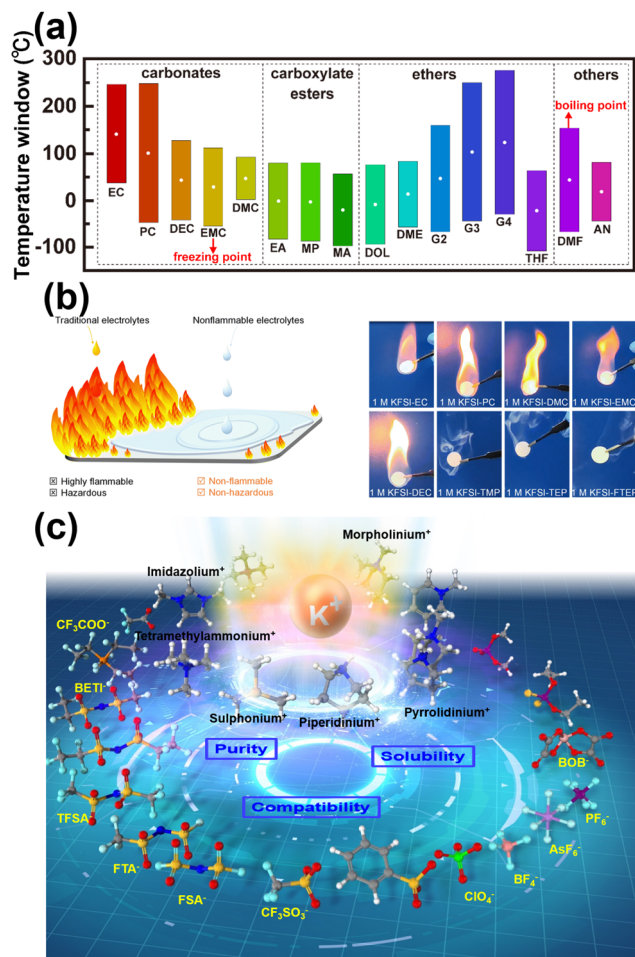 (a)
Temperature window (℃)
300
200
100
0
-100
carbonates
carboxylate
esters
ethers
others
boiling point
EC
PC
DEC
EMC
DMC
freezing point
EA
MP
MA
DOL
DME
G2
G3
G4
THF
DMF
AN
(b)
Traditional electrolytes
Nonflammable electrolytes
☒ Highly flammable
☒ Hazardous
☑ Non-flammable
☑ Non-hazardous
1 M KFSI-EC
1 M KFSI-PC
1 M KFSI-DMC
1 M KFSI-EMC
1 M KFSI-DEC
1 M KFSI-TMP
1 M KFSI-TEP
1 M KFSI-FTEP
(c)
Morpholinium⁺
Imidazolium⁺
K⁺
CF₃COO⁻
Tetramethylammonium⁺
BETI⁻
Sulphonium⁺
Piperidinium⁺
Pyrrolidinium⁺
Purity
Solubility
Compatibility
BOB⁻
TFSA⁻
PF₆⁻
AsF₆⁻
FTA⁻
BF₄⁻
FSA⁻
CF₃SO₃⁻
ClO₄⁻